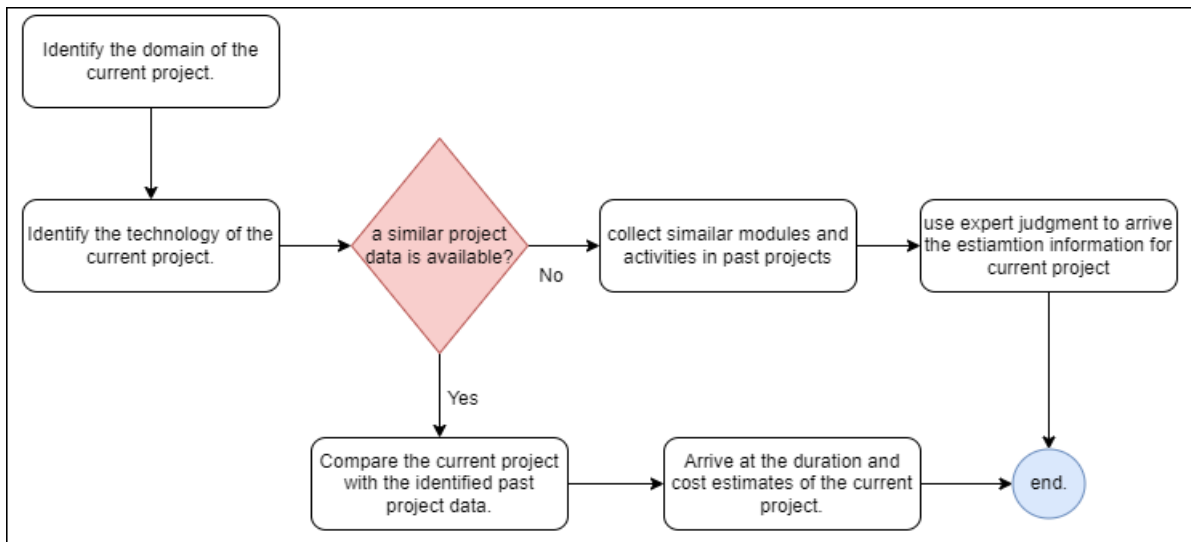 Identify the domain of the
current project.
Identify the technology of the
current project.
a similar project
data is available?
No
collect simailar modules and
activities in past projects
use expert judgment to arrive
the estiamtion information for
current project
Yes
Compare the current project
with the identified past
project data.
Arrive at the duration and
cost estimates of the current
project.
end.